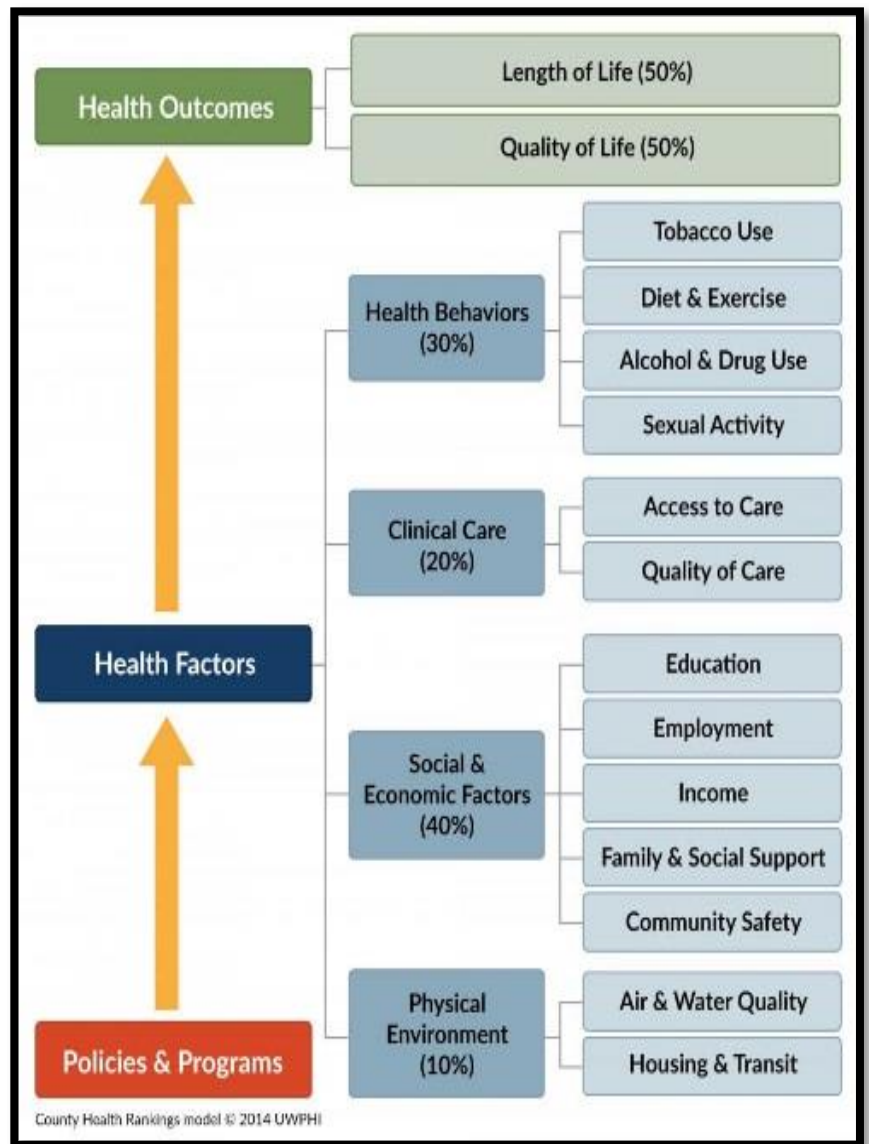 Health Outcomes
Length of Life (50%)
Quality of Life (50%)
Health Behaviors
(30%)
Tobacco Use
Diet & Exercise
Alcohol & Drug Use
Sexual Activity
Clinical Care
(20%)
Access to Care
Quality of Care
Health Factors
Social &
Economic Factors
(40%)
Education
Employment
Income
Family & Social Support
Community Safety
Physical
Environment
(10%)
Air & Water Quality
Housing & Transit
Policies & Programs
County Health Rankings model © 2014 UWPHI